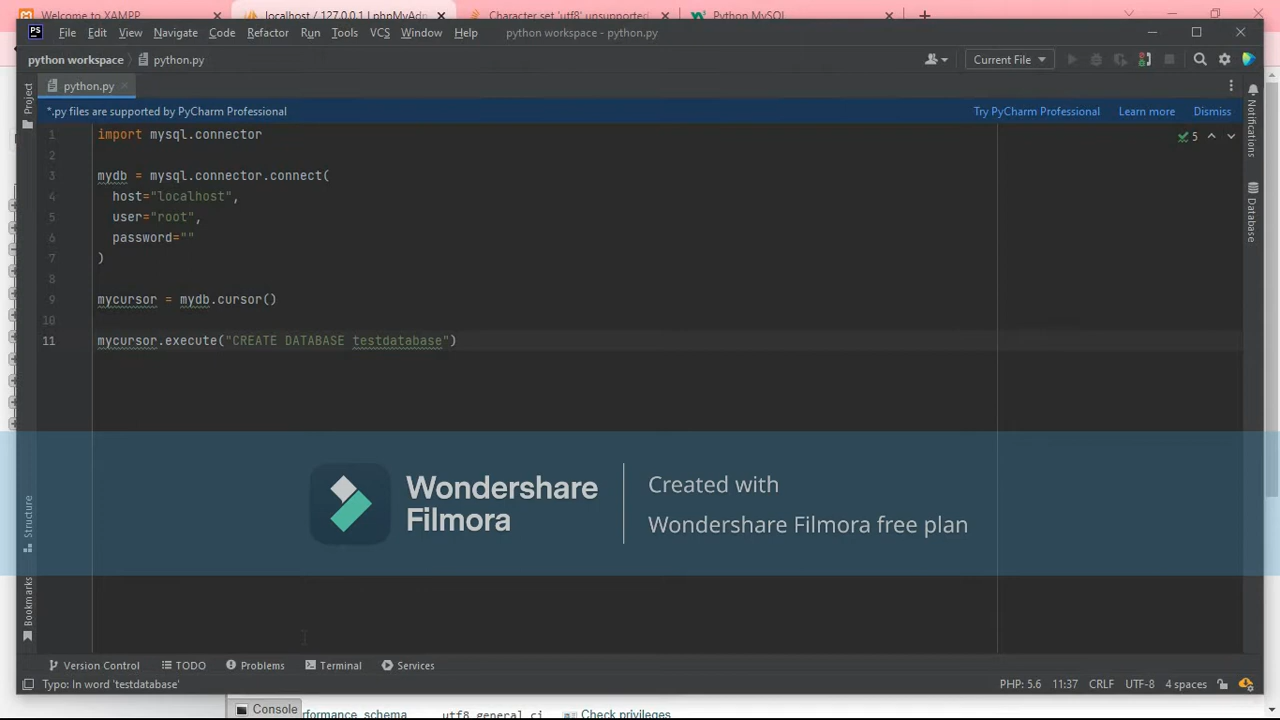 Welcome to XAMPP
localhost / 127.0.0.1 | phpMyAdm
Character set 'utf8' unsupported
Python MySQL
PS File Edit View Navigate Code Refactor Run Tools VCS Window Help python workspace - python.py
python workspace python.py Current File
python.py
*.py files are supported by PyCharm Professional Try PyCharm Professional Learn more Dismiss
1 import mysql.connector
5
2
3 mydb = mysql.connector.connect(
4 host="localhost",
5 user="root",
6 password=""
7 )
8
9 mycursor = mydb.cursor()
10
11 mycursor.execute("CREATE DATABASE testdatabase")
Project
Notifications
Database
Wondershare
Filmora
Created with
Wondershare Filmora free plan
Structure
Bookmarks
Version Control TODO Problems Terminal Services
Typo: In word 'testdatabase' PHP: 5.6 11:37 CRLF UTF-8 4 spaces
Console rformance_schema utf8_general_ci Check privileges